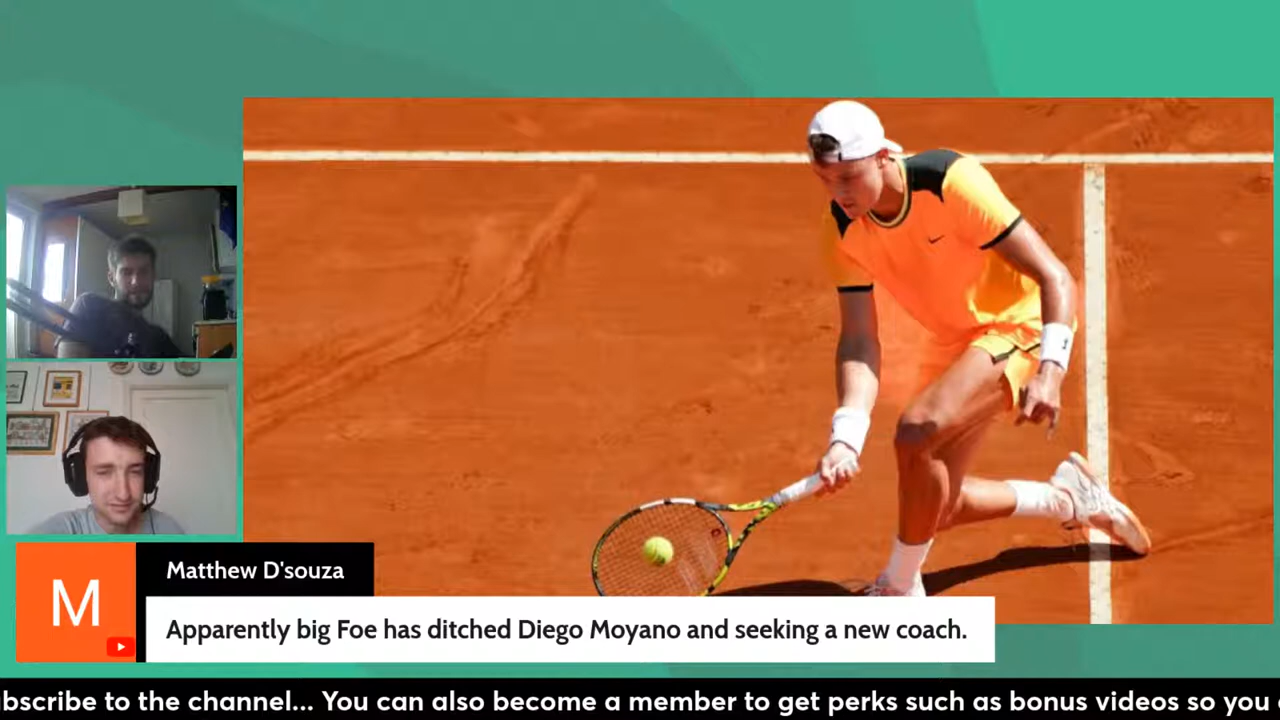 M
Matthew D'souza
Apparently big Foe has ditched Diego Moyano and seeking a new coach.
bscribe to the channel... You can also become a member to get perks such as bonus videos so you